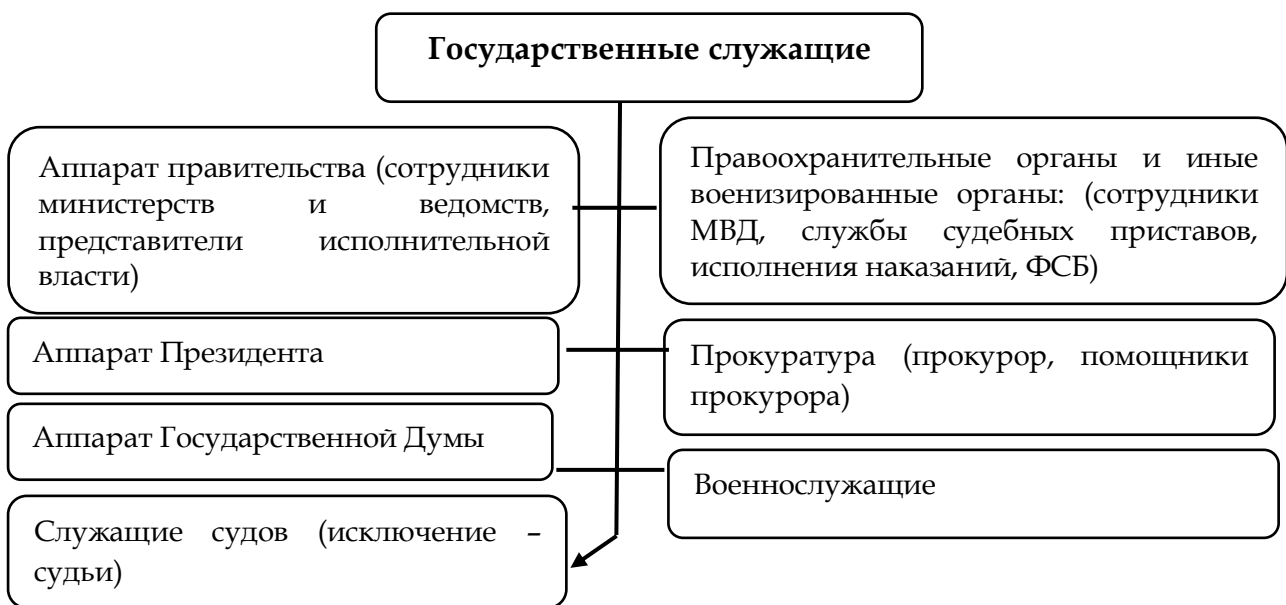 Государственные служащие
Аппарат правительства (сотрудники
министерств и ведомств,
представители исполнительной
власти)
Правоохранительные органы и иные
военизированные органы: (сотрудники
МВД, службы судебных приставов,
исполнения наказаний, ФСБ)
Аппарат Президента
Прокуратура (прокурор, помощники
прокурора)
Аппарат Государственной Думы
Военнослужащие
Служащие судов (исключение –
судьи)